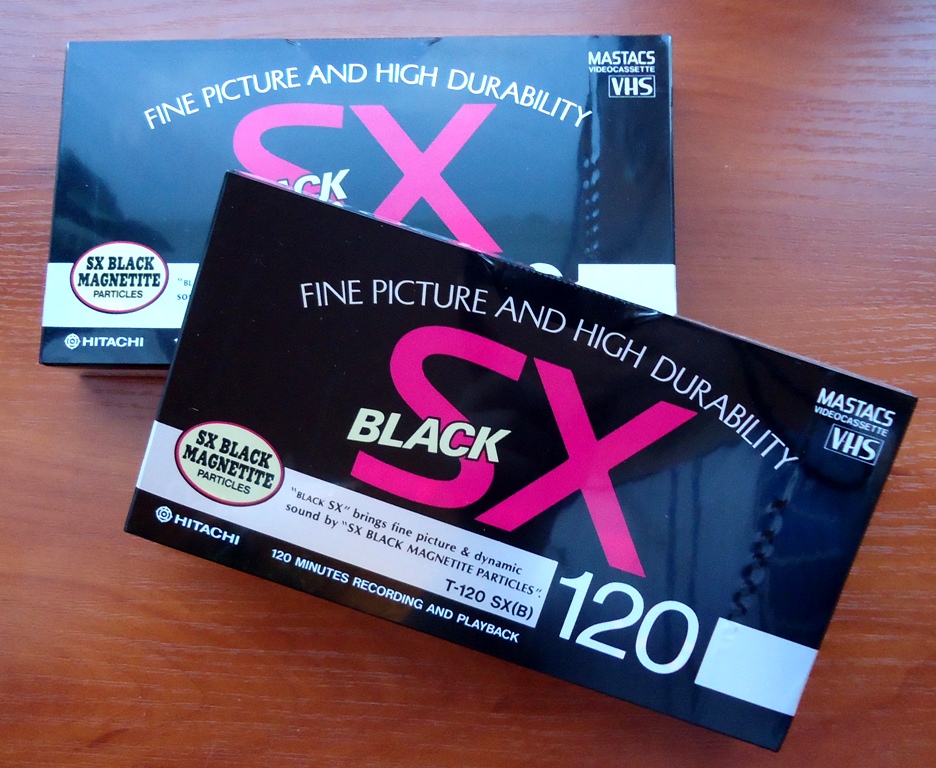 FINE PICTURE AND HIGH DURABILITY
MASTACS
VIDEOCASSETTE
VHS
SX
SX BLACK
MAGNETITE
PARTICLES
HITACHI
FINE PICTURE AND HIGH DURABILITY
SX
BLACK
MASTACS
VIDEOCASSETTE
VHS
SX BLACK
MAGNETITE
PARTICLES
"BLACK SX" brings fine picture & dynamic
sound by "SX BLACK MAGNETITE PARTICLES".
T-120 SX(B)
120
HITACHI
120 MINUTES RECORDING AND PLAYBACK